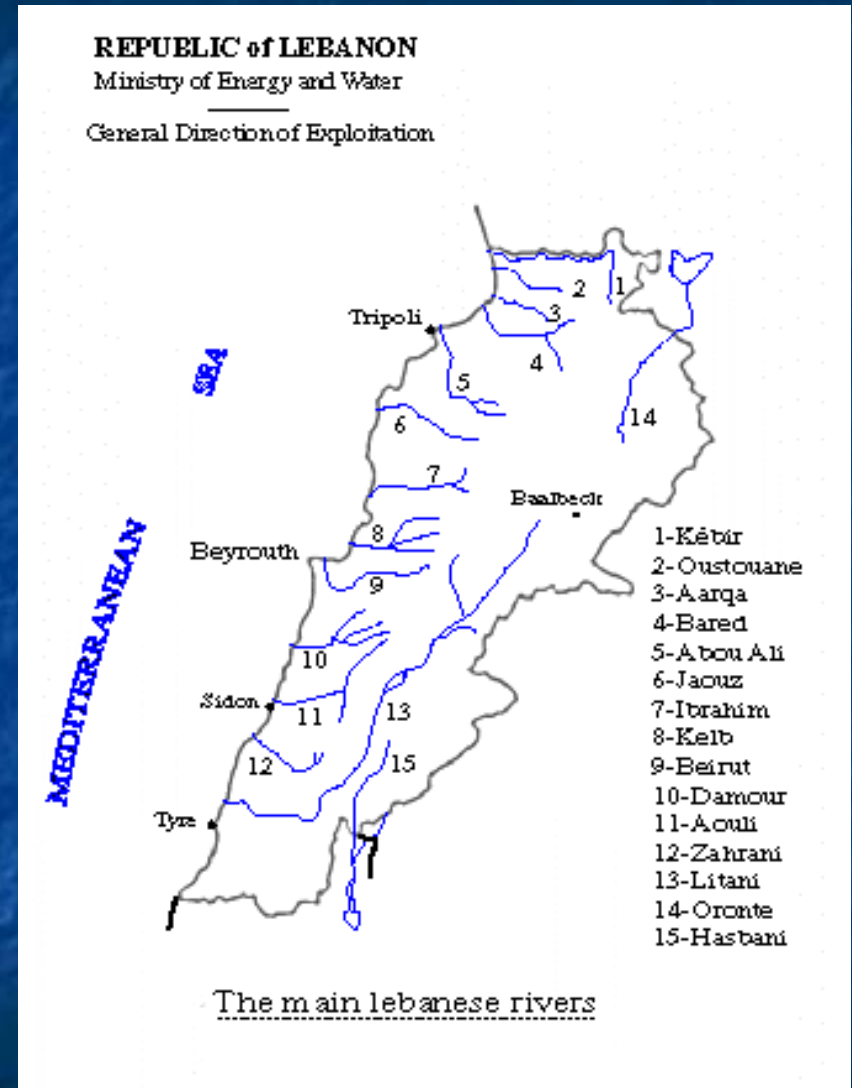 REPUBLIC of LEBANON
Ministry of Energy and Water
General Direction of Exploitation
1
2
3
Tripoli
4
SEA
5
14
6
7
Baalbeck
8
Beyrouth
9
MEDITERRANEAN
10
Sidon
11
13
12
15
Tyre
1-Kébir
2-Oustouane
3-Aarqa
4-Bared
5-Abou Ali
6-Jaouz
7-Ibrahim
8-Kelb
9-Beirut
10-Damour
11-Aouli
12-Zahrani
13-Litani
14-Oronte
15-Hasbani
The main lebanese rivers